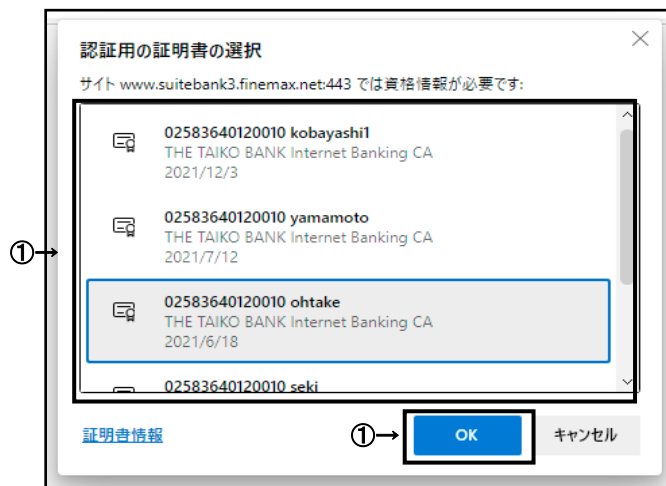 認証用の証明書の選択
サイト www.suitebank3.finemax.net:443 では資格情報が必要です:
02583640120010 kobayashi1
THE TAIKO BANK Internet Banking CA
2021/12/3
02583640120010 yamamoto
THE TAIKO BANK Internet Banking CA
2021/7/12
①→
02583640120010 ohtake
THE TAIKO BANK Internet Banking CA
2021/6/18
02583640120010 seki
証明書情報
①→
OK
キャンセル